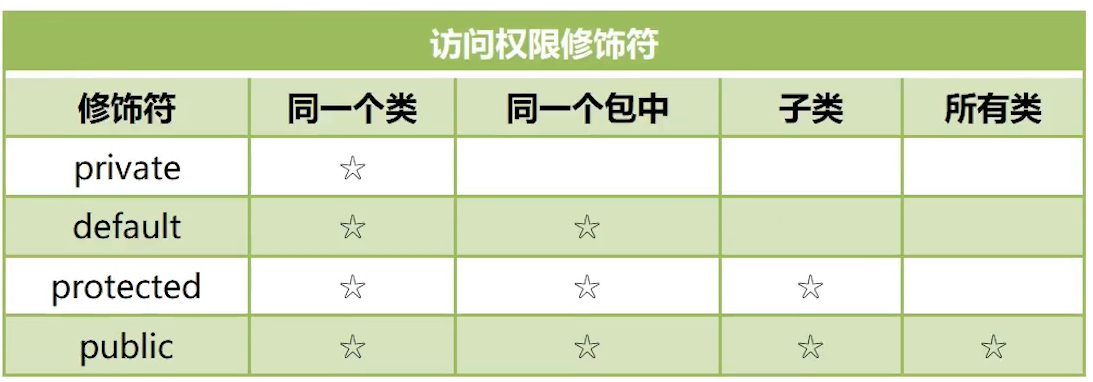 访问权限修饰符
修饰符 同一个类 同一个包中 子类 所有类
private ☆
default ☆ ☆
protected ☆ ☆ ☆
public ☆ ☆ ☆ ☆